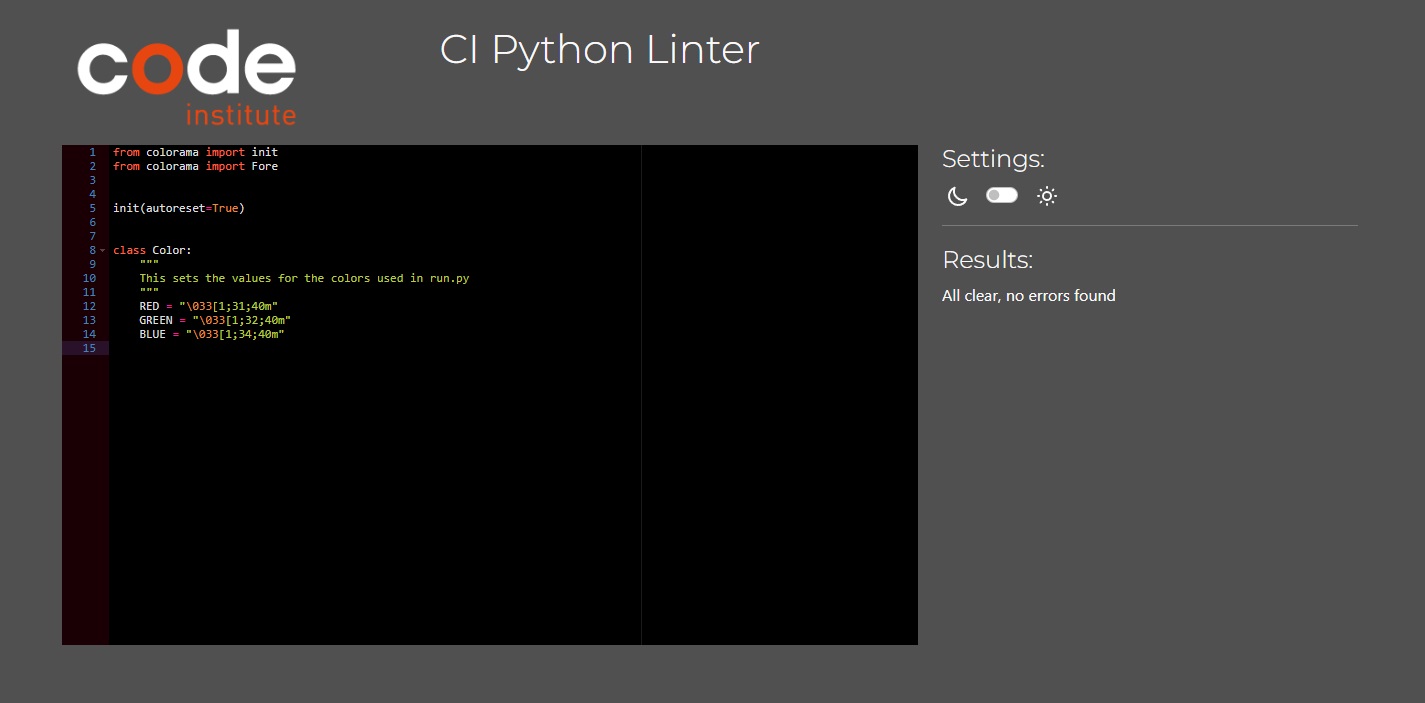 code
institute
CI Python Linter
1 from colorama import init
2 from colorama import Fore
3
4
5 init(autoreset=True)
6
7
8 class Color:
9     """
10     This sets the values for the colors used in run.py
11     """
12     RED = "\033[1;31;40m"
13     GREEN = "\033[1;32;40m"
14     BLUE = "\033[1;34;40m"
15
Settings:
Results:
All clear, no errors found